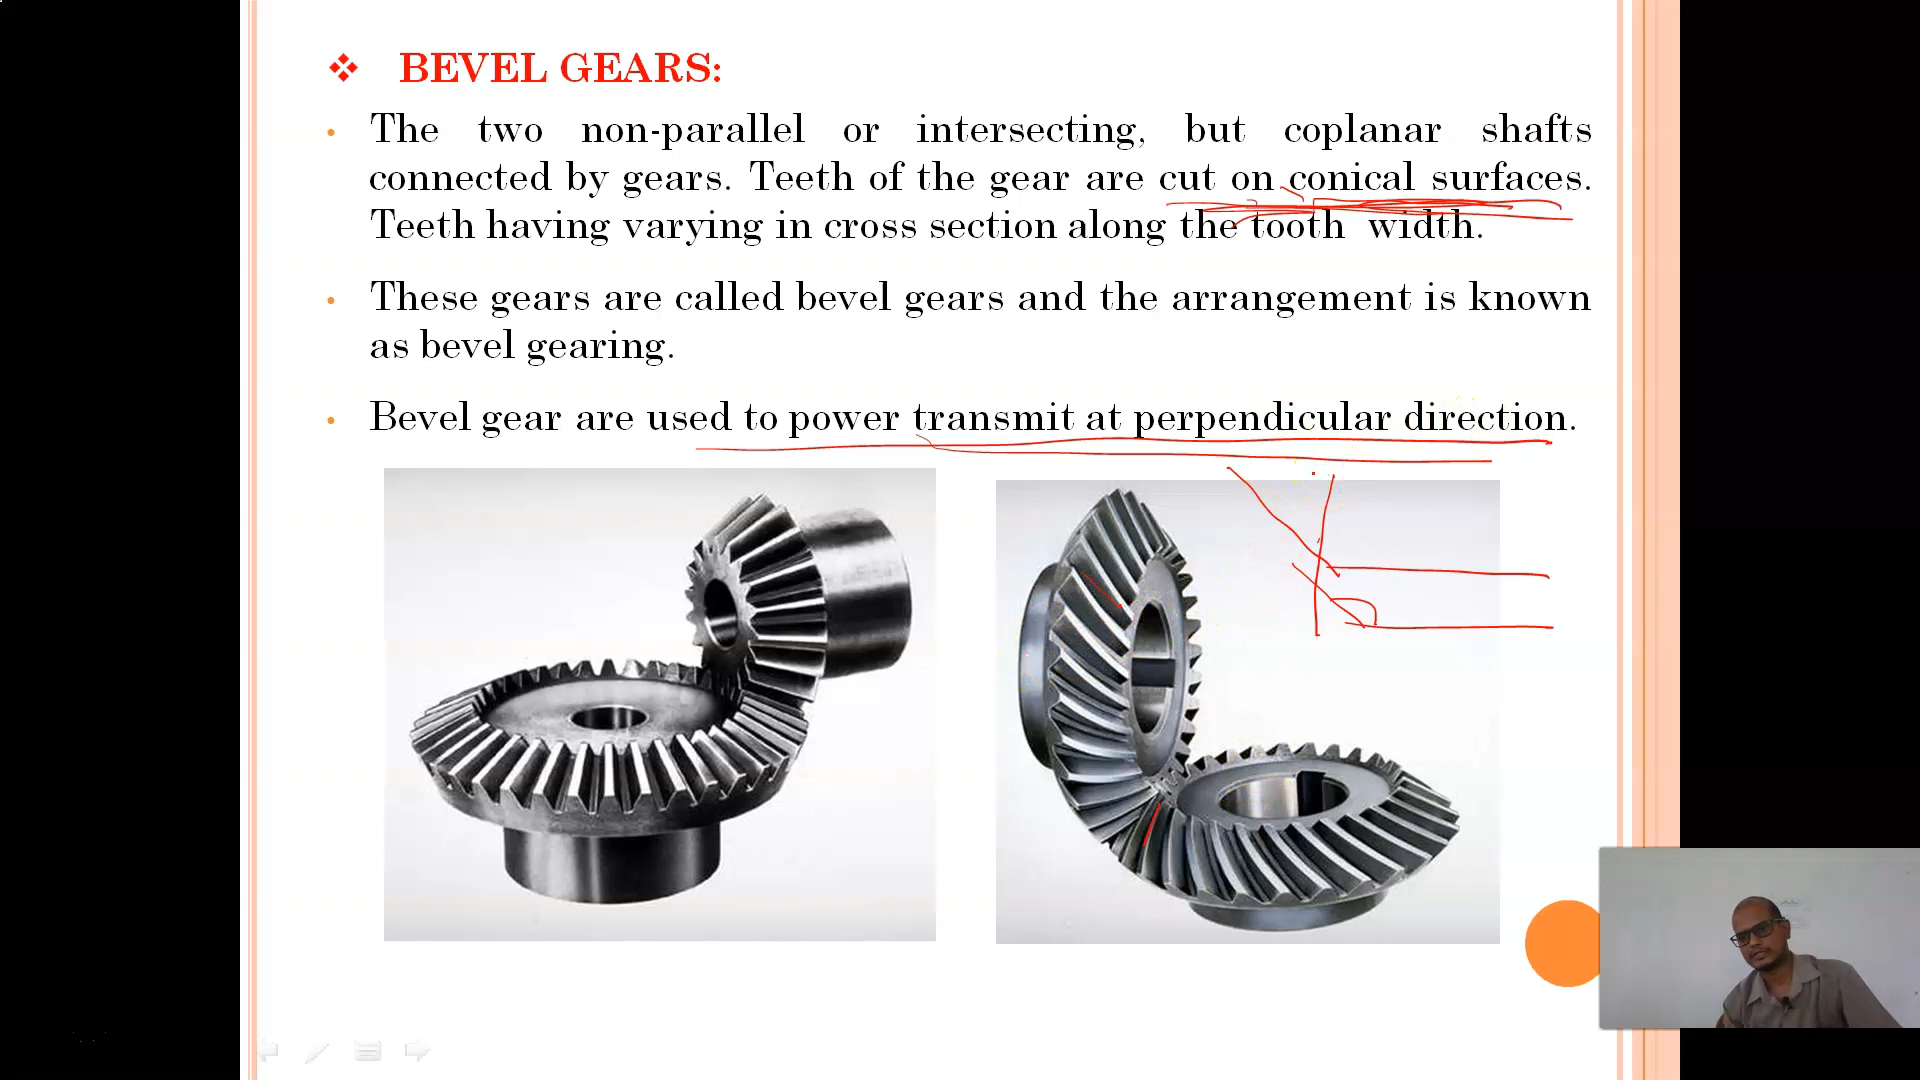 ❖ BEVEL GEARS:
• The two non-parallel or intersecting, but coplanar shafts
connected by gears. Teeth of the gear are cut on conical surfaces.
Teeth having varying in cross section along the tooth width.
• These gears are called bevel gears and the arrangement is known
as bevel gearing.
• Bevel gear are used to power transmit at perpendicular direction.